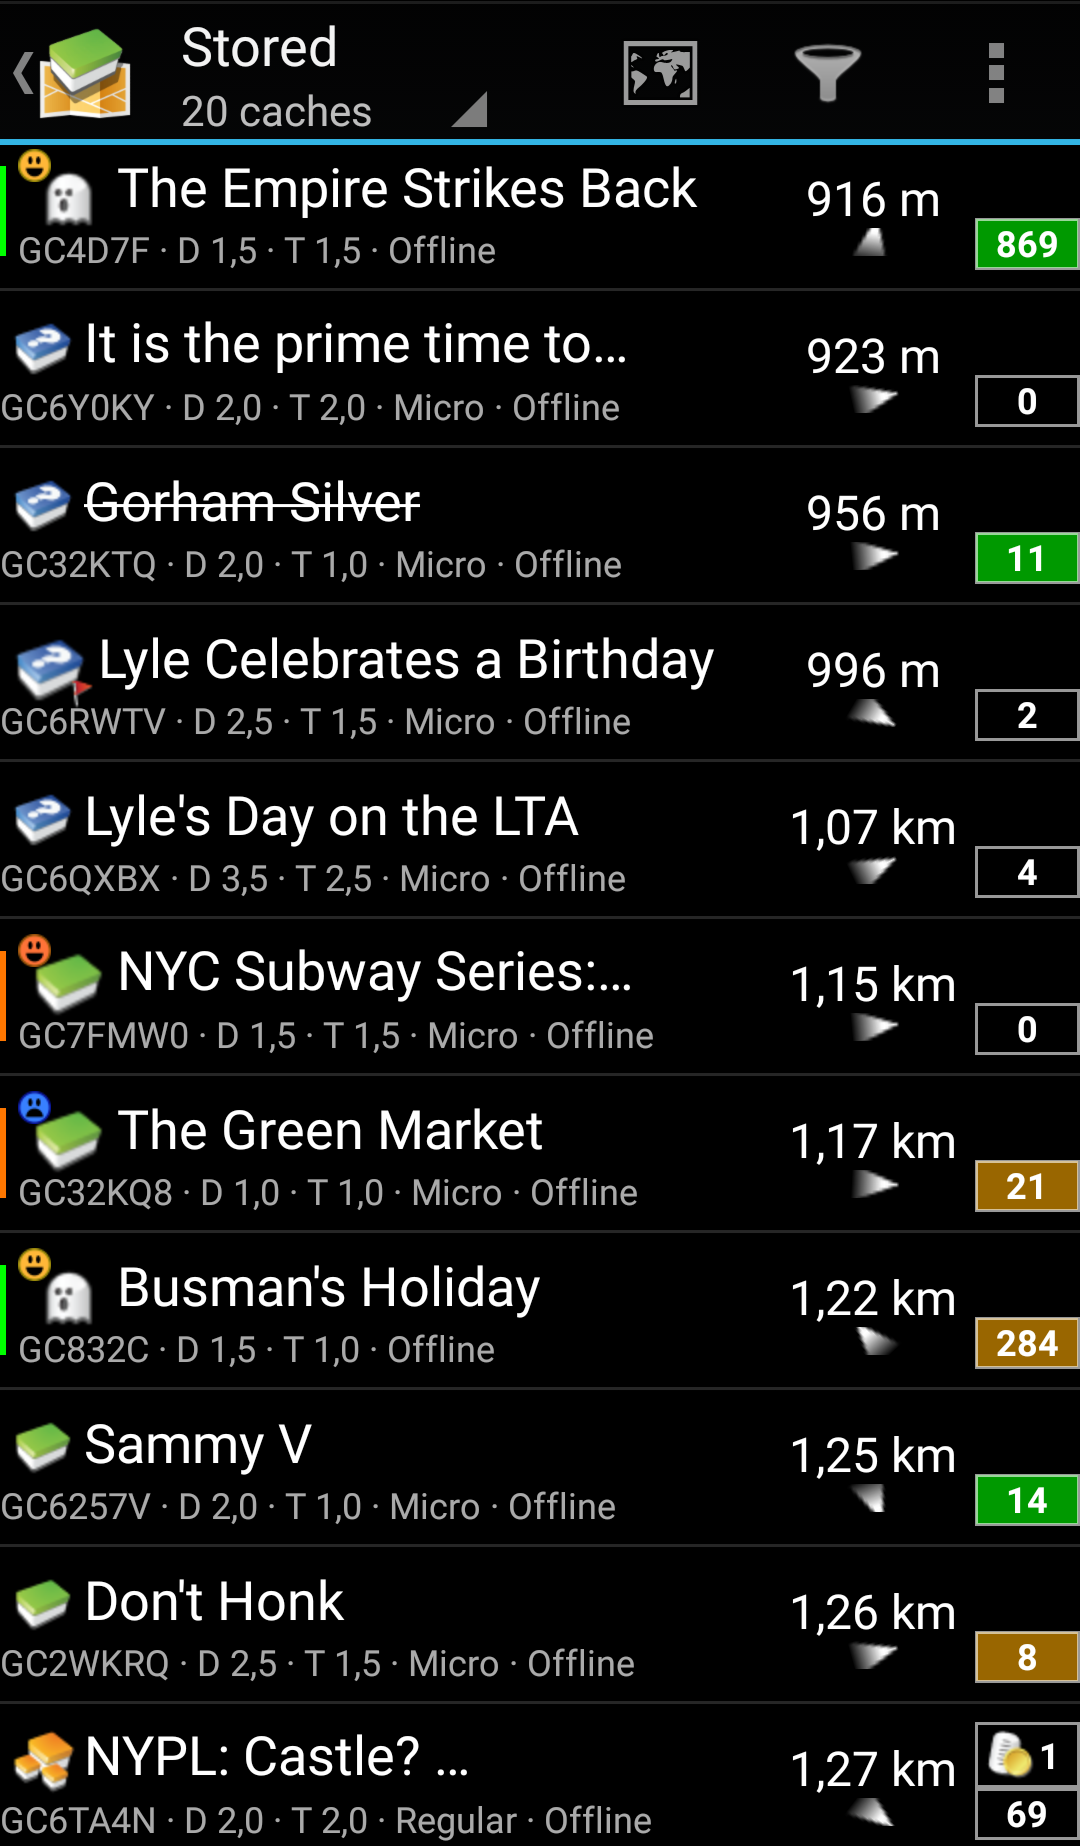 Stored
20 caches
The Empire Strikes Back
916 m
GC4D7F · D 1,5 · T 1,5 · Offline
869
It is the prime time to…
923 m
GC6Y0KY · D 2,0 · T 2,0 · Micro · Offline
0
Gorham Silver
956 m
GC32KTQ · D 2,0 · T 1,0 · Micro · Offline
11
Lyle Celebrates a Birthday
996 m
GC6RWTV · D 2,5 · T 1,5 · Micro · Offline
2
Lyle's Day on the LTA
1,07 km
GC6QXBX · D 3,5 · T 2,5 · Micro · Offline
4
NYC Subway Series:…
1,15 km
GC7FMW0 · D 1,5 · T 1,5 · Micro · Offline
0
The Green Market
1,17 km
GC32KQ8 · D 1,0 · T 1,0 · Micro · Offline
21
Busman's Holiday
1,22 km
GC832C · D 1,5 · T 1,0 · Offline
284
Sammy V
1,25 km
GC6257V · D 2,0 · T 1,0 · Micro · Offline
14
Don't Honk
1,26 km
GC2WKRQ · D 2,5 · T 1,5 · Micro · Offline
8
NYPL: Castle? …
1,27 km
1
GC6TA4N · D 2,0 · T 2,0 · Regular · Offline
69